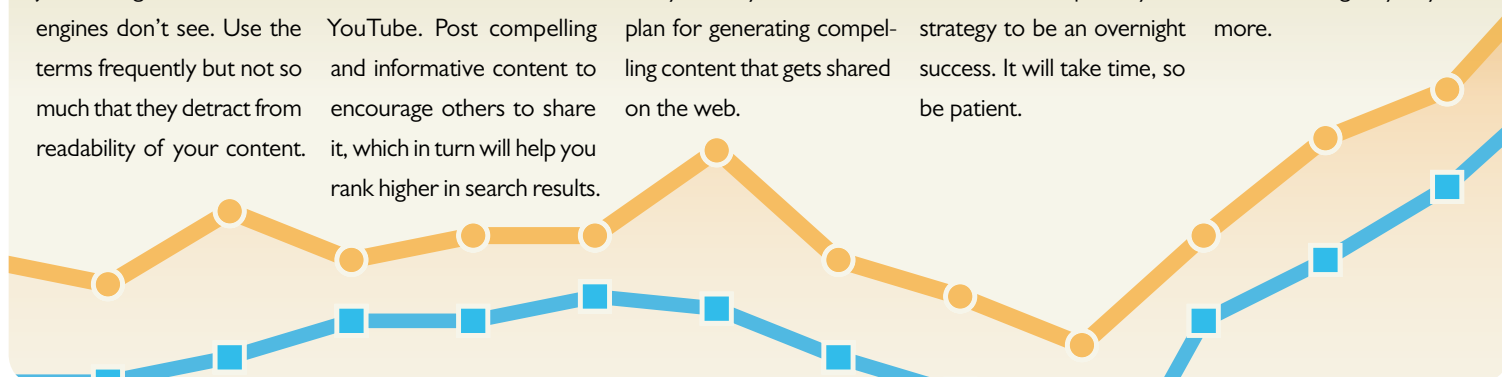 engines don’t see. Use the
terms frequently but not so
much that they detract from
readability of your content.
YouTube. Post compelling
and informative content to
encourage others to share
it, which in turn will help you
rank higher in search results.
plan for generating compel-
ling content that gets shared
on the web.
strategy to be an overnight
success. It will take time, so
be patient.
more.